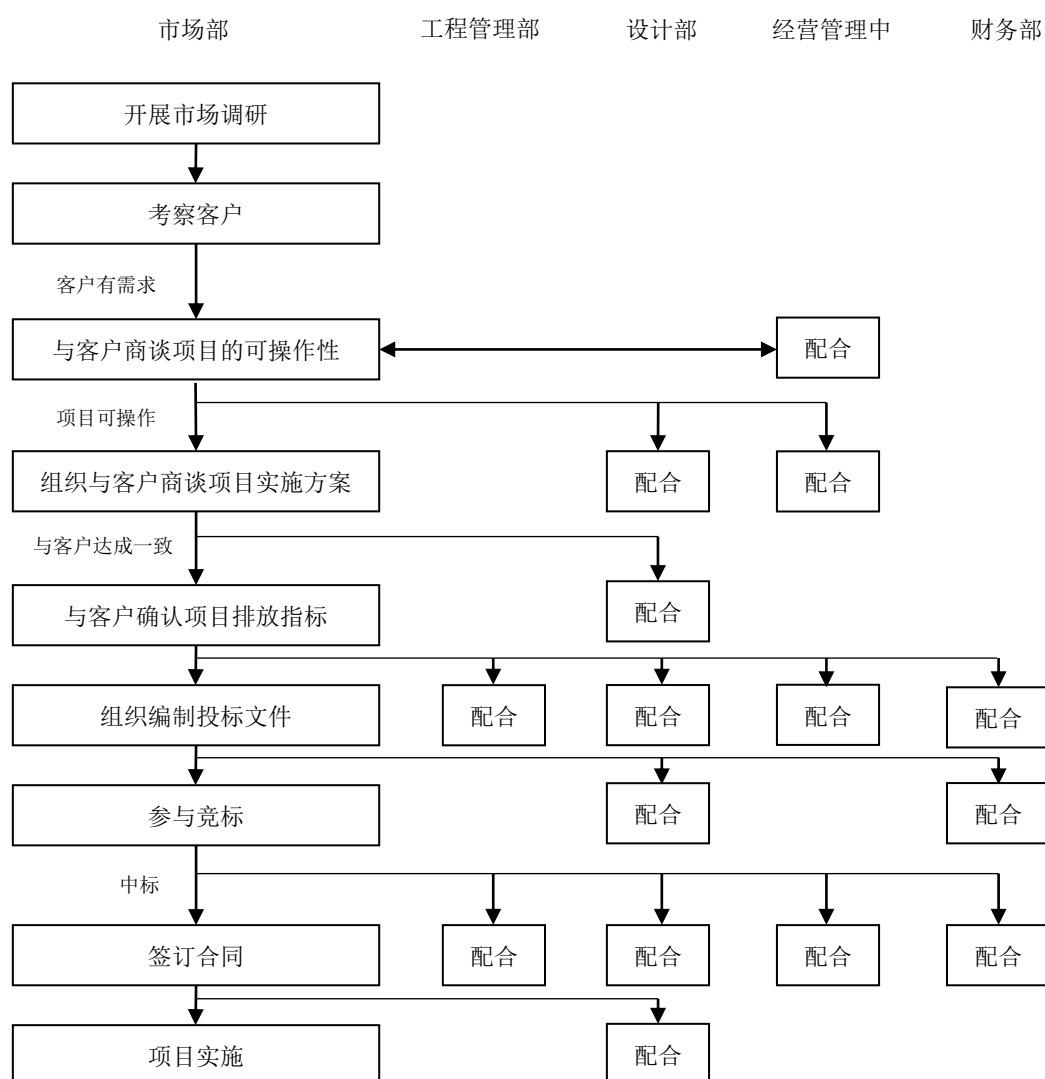 市场部 工程管理部 设计部 经营管理中 财务部
开展市场调研
考察客户
客户有需求
与客户商谈项目的可操作性 配合
项目可操作
组织与客户商谈项目实施方案 配合 配合
与客户达成一致
与客户确认项目排放指标 配合
组织编制投标文件 配合 配合 配合 配合
参与竞标 配合 配合
中标
签订合同 配合 配合 配合 配合
项目实施 配合